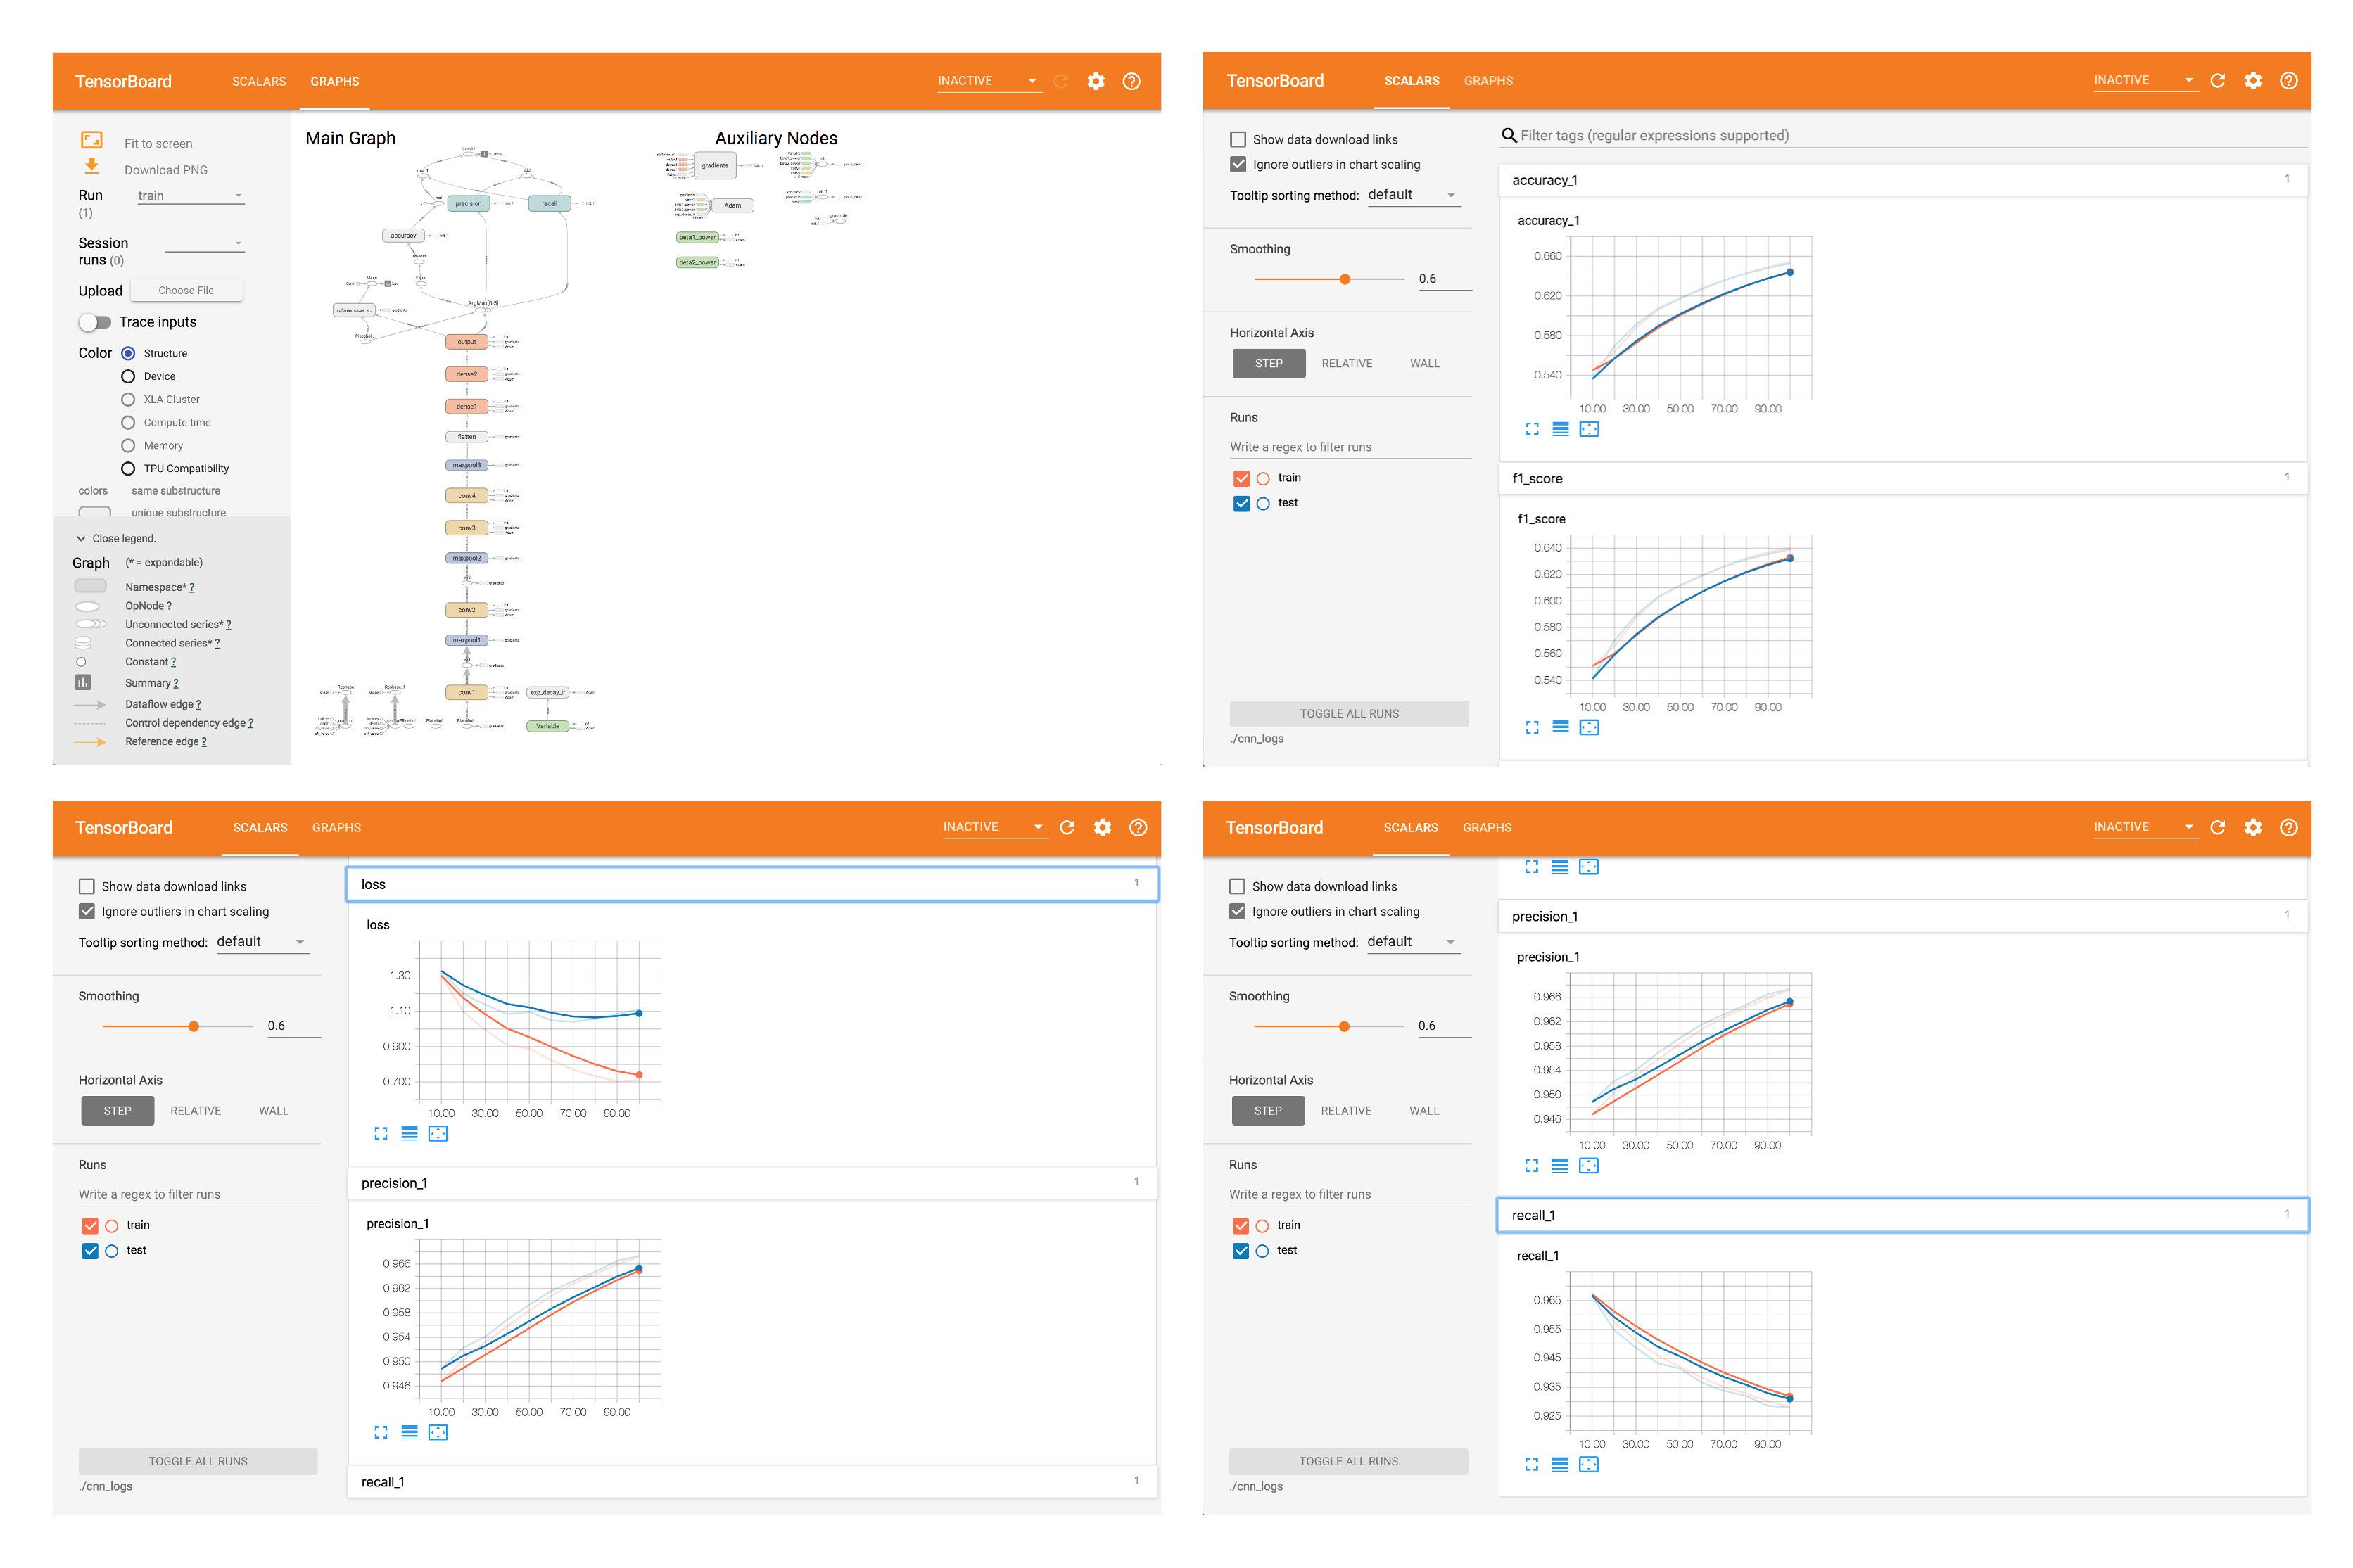 TensorBoard SCALARS GRAPHS INACTIVE
Fit to screen
Download PNG
Run train
(1)
Session
runs (0)
Upload Choose File
Trace inputs
Color Structure
Device
XLA Cluster
Compute time
Memory
TPU Compatibility
colors same substructure
unique substructure
Close legend.
Graph (* = expandable)
Namespace* ?
OpNode ?
Unconnected series* ?
Connected series* ?
Constant ?
Summary ?
Dataflow edge ?
Control dependency edge ?
Reference edge ?
Main Graph
precision recall
accuracy
ArgMax[0-5]
output
dense2
dense1
flatten
maxpool3
conv4
conv3
maxpool2
conv2
maxpool1
conv1 exp_decay_lr
Variable
Reshape Reshape_1
Auxiliary Nodes
gradients
Adam
beta1_power
beta2_power
TensorBoard SCALARS GRAPHS INACTIVE
Show data download links
Ignore outliers in chart scaling
Tooltip sorting method: default
Smoothing
0.6
Horizontal Axis
STEP RELATIVE WALL
Runs
Write a regex to filter runs
train
test
TOGGLE ALL RUNS
./cnn_logs
Filter tags (regular expressions supported)
accuracy_1 1
accuracy_1
0.660
0.620
0.580
0.540
10.00 30.00 50.00 70.00 90.00
f1_score 1
f1_score
0.640
0.620
0.600
0.580
0.560
0.540
10.00 30.00 50.00 70.00 90.00
TensorBoard SCALARS GRAPHS INACTIVE
Show data download links
Ignore outliers in chart scaling
Tooltip sorting method: default
Smoothing
0.6
Horizontal Axis
STEP RELATIVE WALL
Runs
Write a regex to filter runs
train
test
TOGGLE ALL RUNS
./cnn_logs
loss 1
loss
1.30
1.10
0.900
0.700
10.00 30.00 50.00 70.00 90.00
precision_1 1
precision_1
0.966
0.962
0.958
0.954
0.950
0.946
10.00 30.00 50.00 70.00 90.00
recall_1 1
TensorBoard SCALARS GRAPHS INACTIVE
Show data download links
Ignore outliers in chart scaling
Tooltip sorting method: default
Smoothing
0.6
Horizontal Axis
STEP RELATIVE WALL
Runs
Write a regex to filter runs
train
test
TOGGLE ALL RUNS
./cnn_logs
precision_1 1
precision_1
0.966
0.962
0.958
0.954
0.950
0.946
10.00 30.00 50.00 70.00 90.00
recall_1 1
recall_1
0.965
0.955
0.945
0.935
0.925
10.00 30.00 50.00 70.00 90.00